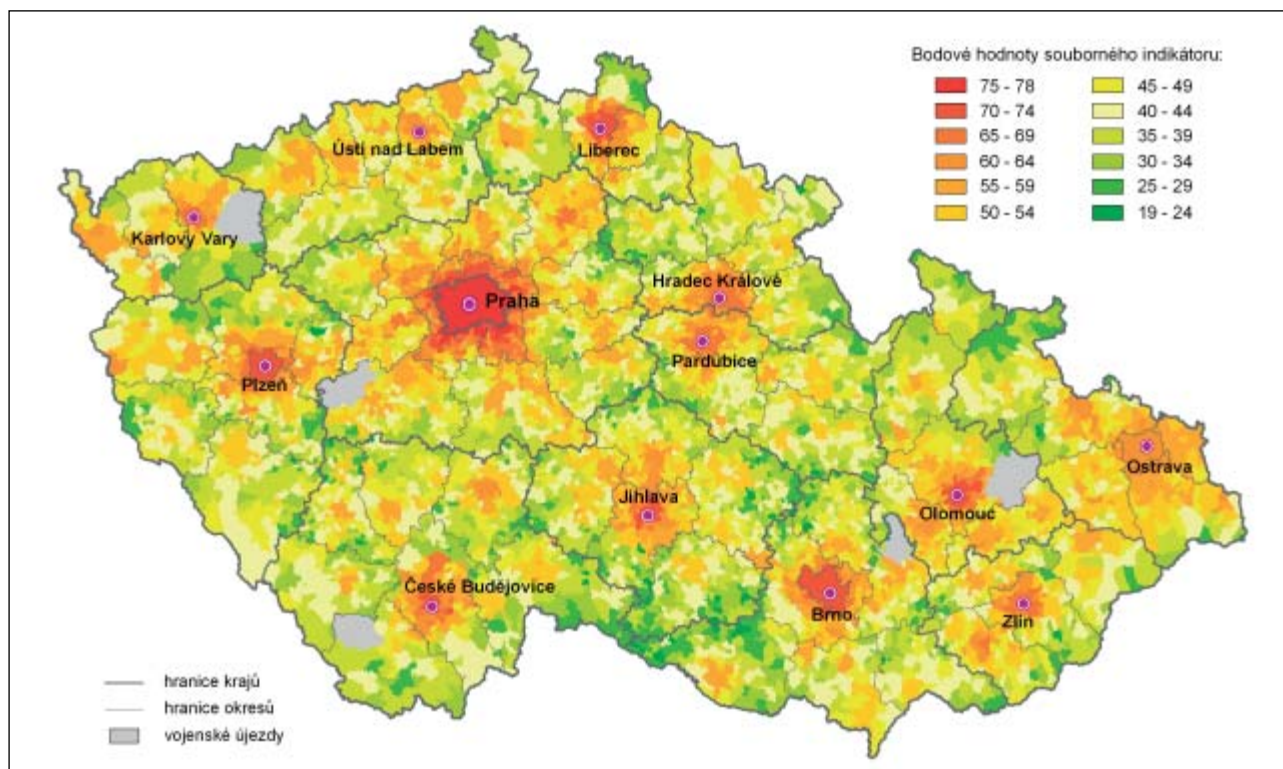 Bodové hodnoty souborného indikátoru:
75 - 78
70 - 74
65 - 69
60 - 64
55 - 59
50 - 54
45 - 49
40 - 44
35 - 39
30 - 34
25 - 29
19 - 24
Ústí nad Labem
Liberec
Karlovy Vary
Praha
Hradec Králové
Pardubice
Plzeň
Jihlava
Olomouc
Ostrava
České Budějovice
Brno
Zlín
hranice krajů
hranice okresů
vojenské újezdy